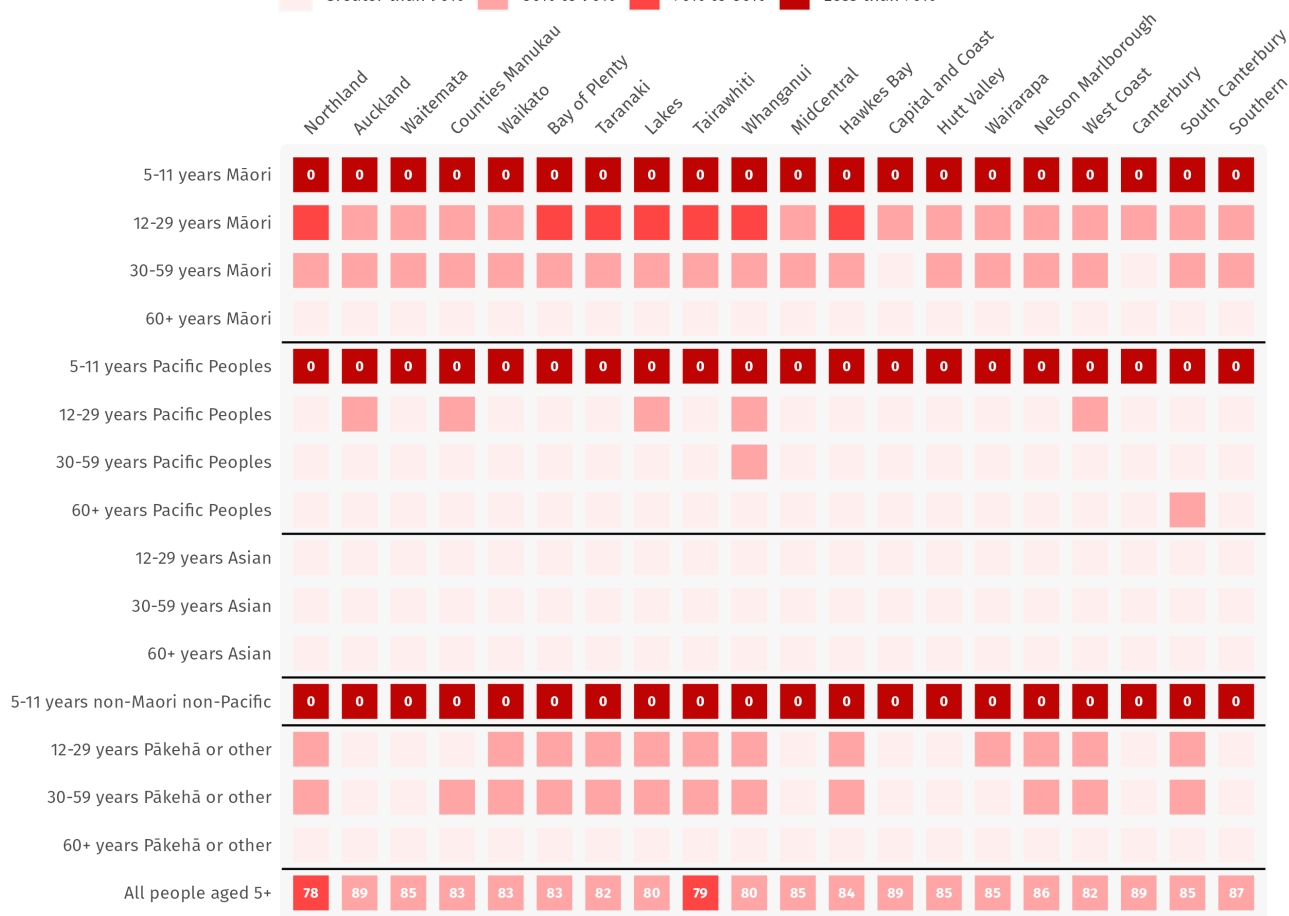 Northland Auckland Waitemata Counties Manukau Waikato Bay of Plenty Taranaki Lakes Tairawhiti Whanganui MidCentral Hawkes Bay Capital and Coast Hutt Valley Wairarapa Nelson Marlborough West Coast Canterbury South Canterbury Southern
5-11 years Māori 0 0 0 0 0 0 0 0 0 0 0 0 0 0 0 0 0 0 0 0
12-29 years Māori
30-59 years Māori
60+ years Māori
5-11 years Pacific Peoples 0 0 0 0 0 0 0 0 0 0 0 0 0 0 0 0 0 0 0 0
12-29 years Pacific Peoples
30-59 years Pacific Peoples
60+ years Pacific Peoples
12-29 years Asian
30-59 years Asian
60+ years Asian
5-11 years non-Maori non-Pacific 0 0 0 0 0 0 0 0 0 0 0 0 0 0 0 0 0 0 0 0
12-29 years Pākehā or other
30-59 years Pākehā or other
60+ years Pākehā or other
All people aged 5+ 78 89 85 83 83 83 82 80 79 80 85 84 89 85 85 86 82 89 85 87